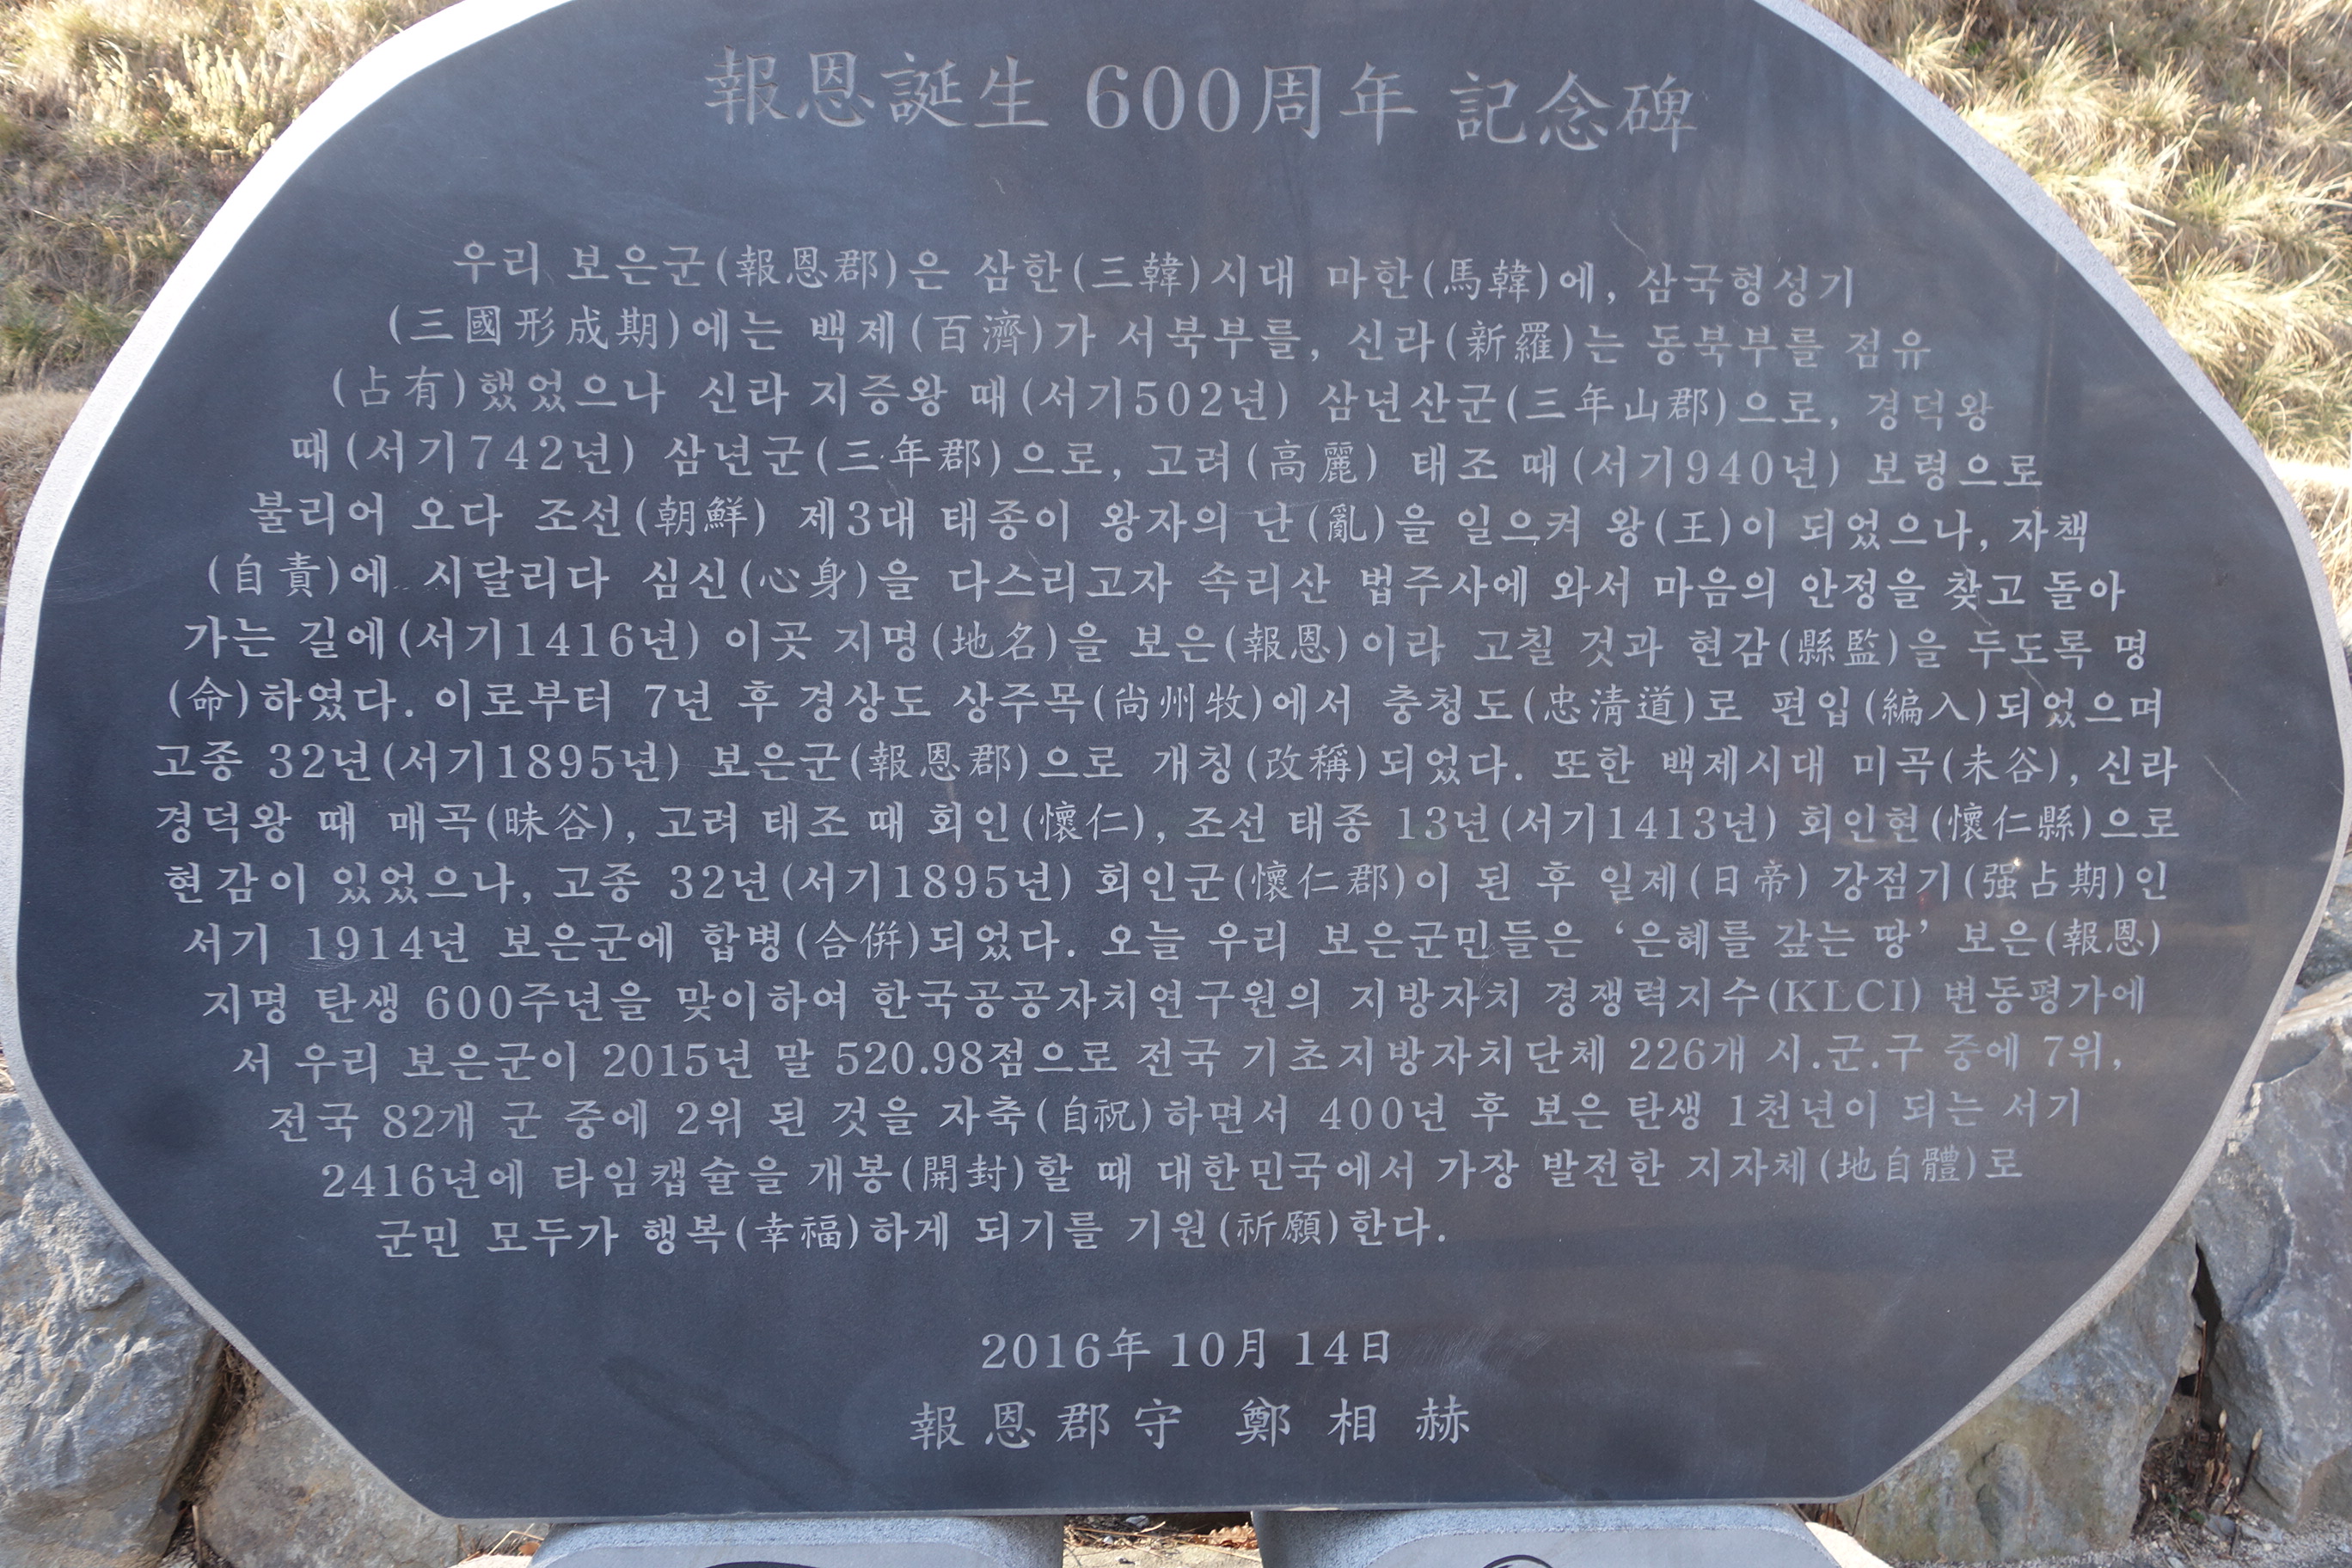 報恩誕生 600周年 記念碑
우리 보은군(報恩郡)은 삼한(三韓)시대 마한(馬韓)에, 삼국형성기
(三國形成期)에는 백제(百濟)가 서북부를, 신라(新羅)는 동북부를 점유
(占有)했었으나 신라 지증왕 때(서기502년) 삼년산군(三年山郡)으로, 경덕왕
때(서기742년) 삼년군(三年郡)으로, 고려(高麗) 태조 때(서기940년) 보령으로
불리어 오다 조선(朝鮮) 제3대 태종이 왕자의 난(亂)을 일으켜 왕(王)이 되었으나, 자책
(自責)에 시달리다 심신(心身)을 다스리고자 속리산 법주사에 와서 마음의 안정을 찾고 돌아
가는 길에(서기1416년) 이곳 지명(地名)을 보은(報恩)이라 고칠 것과 현감(縣監)을 두도록 명
(命)하였다. 이로부터 7년 후 경상도 상주목(尙州牧)에서 충청도(忠淸道)로 편입(編入)되었으며
고종 32년(서기1895년) 보은군(報恩郡)으로 개칭(改稱)되었다. 또한 백제시대 미곡(未谷), 신라
경덕왕 때 매곡(昧谷), 고려 태조 때 회인(懷仁), 조선 태종 13년(서기1413년) 회인현(懷仁縣)으로
현감이 있었으나, 고종 32년(서기1895년) 회인군(懷仁郡)이 된 후 일제(日帝) 강점기(强占期)인
서기 1914년 보은군에 합병(合倂)되었다. 오늘 우리 보은군민들은 ‘은혜를 갚는 땅’ 보은(報恩)
지명 탄생 600주년을 맞이하여 한국공공자치연구원의 지방자치 경쟁력지수(KLCI) 변동평가에
서 우리 보은군이 2015년 말 520.98점으로 전국 기초지방자치단체 226개 시.군.구 중에 7위,
전국 82개 군 중에 2위 된 것을 자축(自祝)하면서 400년 후 보은 탄생 1천년이 되는 서기
2416년에 타임캡슐을 개봉(開封)할 때 대한민국에서 가장 발전한 지자체(地自體)로
군민 모두가 행복(幸福)하게 되기를 기원(祈願)한다.
2016年 10月 14日
報恩郡守 鄭相赫